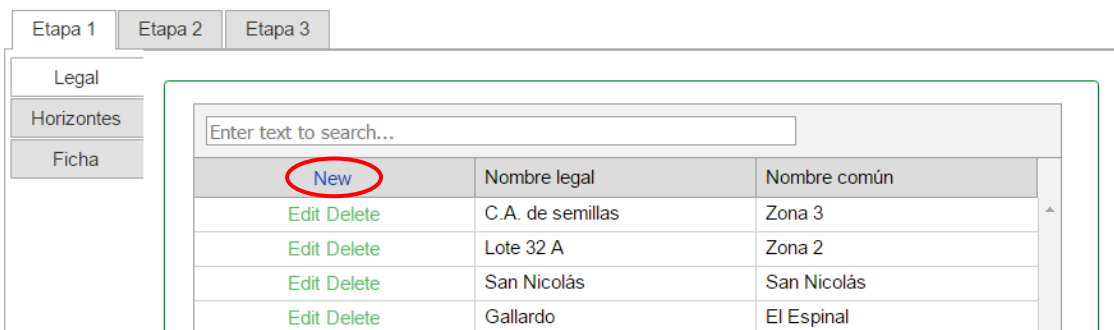 Etapa 1 Etapa 2 Etapa 3
Legal
Horizontes
Ficha
Enter text to search...
New Nombre legal Nombre común
Edit Delete C.A. de semillas Zona 3
Edit Delete Lote 32 A Zona 2
Edit Delete San Nicolás San Nicolás
Edit Delete Gallardo El Espinal